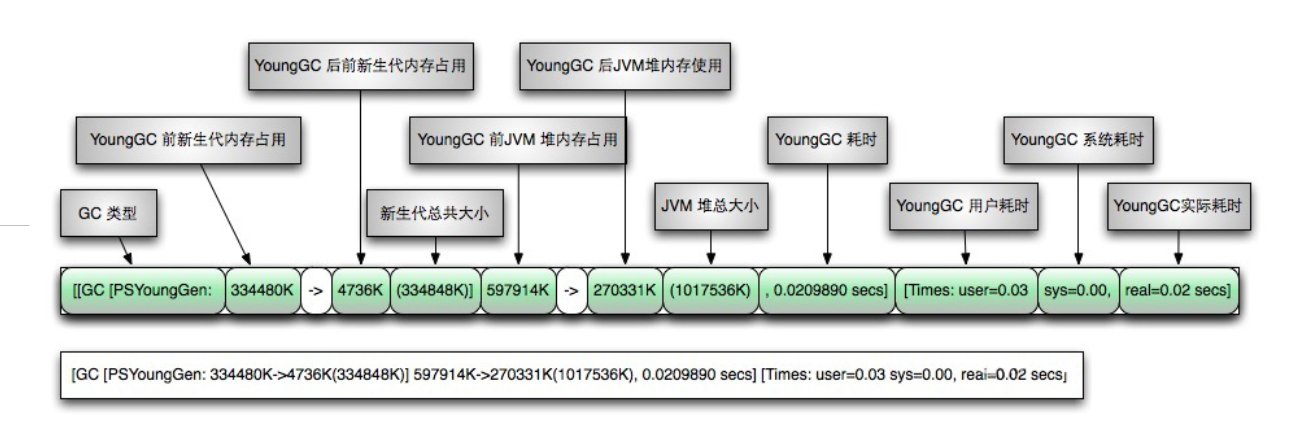 YoungGC 后前新生代内存占用
YoungGC 后JVM堆内存使用
YoungGC 前新生代内存占用
YoungGC 前JVM 堆内存占用
YoungGC 耗时
YoungGC 系统耗时
GC 类型
新生代总共大小
JVM 堆总大小
YoungGC 用户耗时
YoungGC实际耗时
[[GC [PSYoungGen: 334480K -> 4736K (334848K)] 597914K -> 270331K (1017536K) , 0.0209890 secs] [Times: user=0.03 sys=0.00, real=0.02 secs]
[GC [PSYoungGen: 334480K->4736K(334848K)] 597914K->270331K(1017536K), 0.0209890 secs] [Times: user=0.03 sys=0.00, real=0.02 secs]